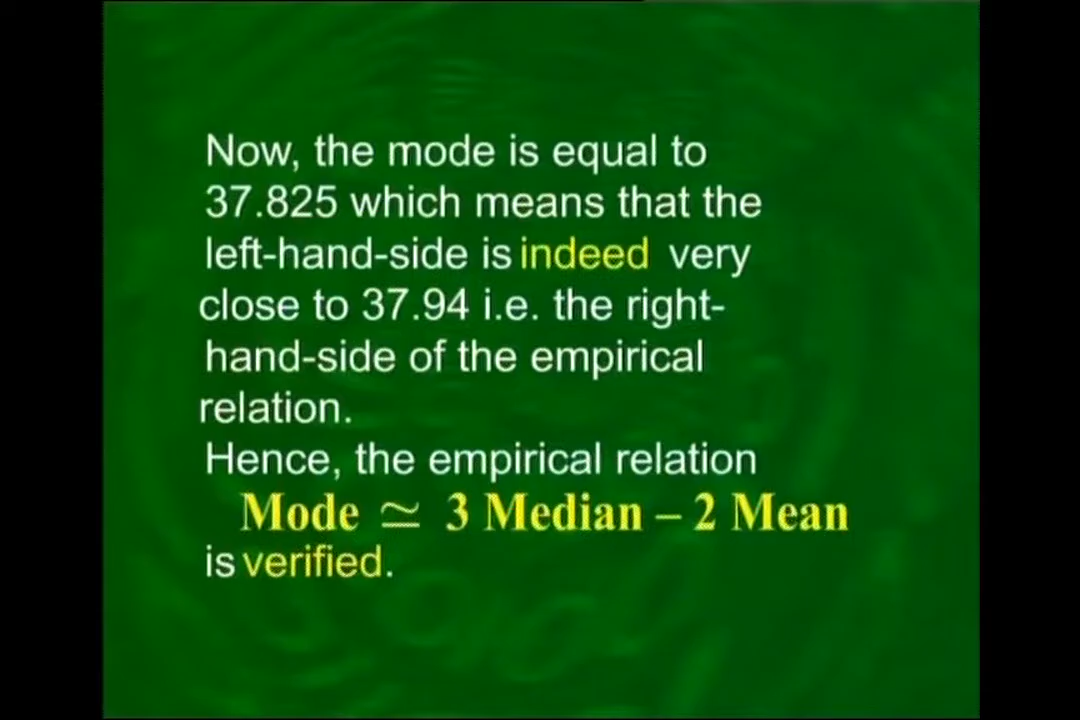 Now, the mode is equal to
37.825 which means that the
left-hand-side is indeed very
close to 37.94 i.e. the right-
hand-side of the empirical
relation.
Hence, the empirical relation
Mode ≃ 3 Median – 2 Mean
is verified.